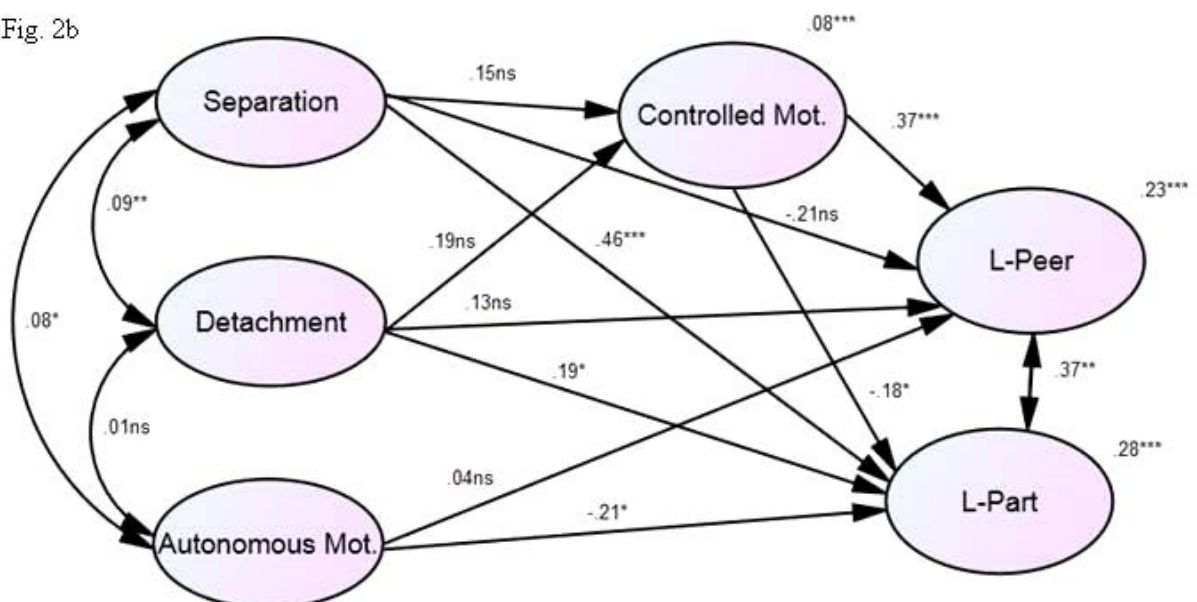 Fig. 2b
.08***
Separation
.15ns
Controlled Mot.
.37***
.09**
.23***
-.21ns
.19ns
.46***
L-Peer
.13ns
.08*
Detachment
.19*
.37**
-.18*
.01ns
.28***
.04ns
L-Part
-.21*
Autonomous Mot.